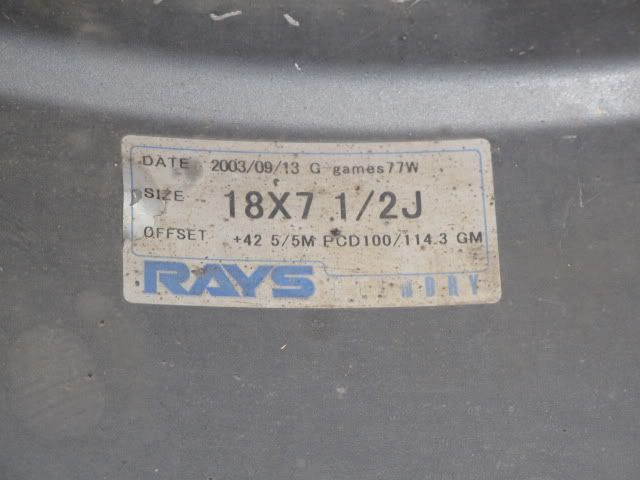 DATE 2003/09/13 G games77W
SIZE 18X7 1/2J
OFFSET +42 5/5M PCD100/114.3 GM
RAYS